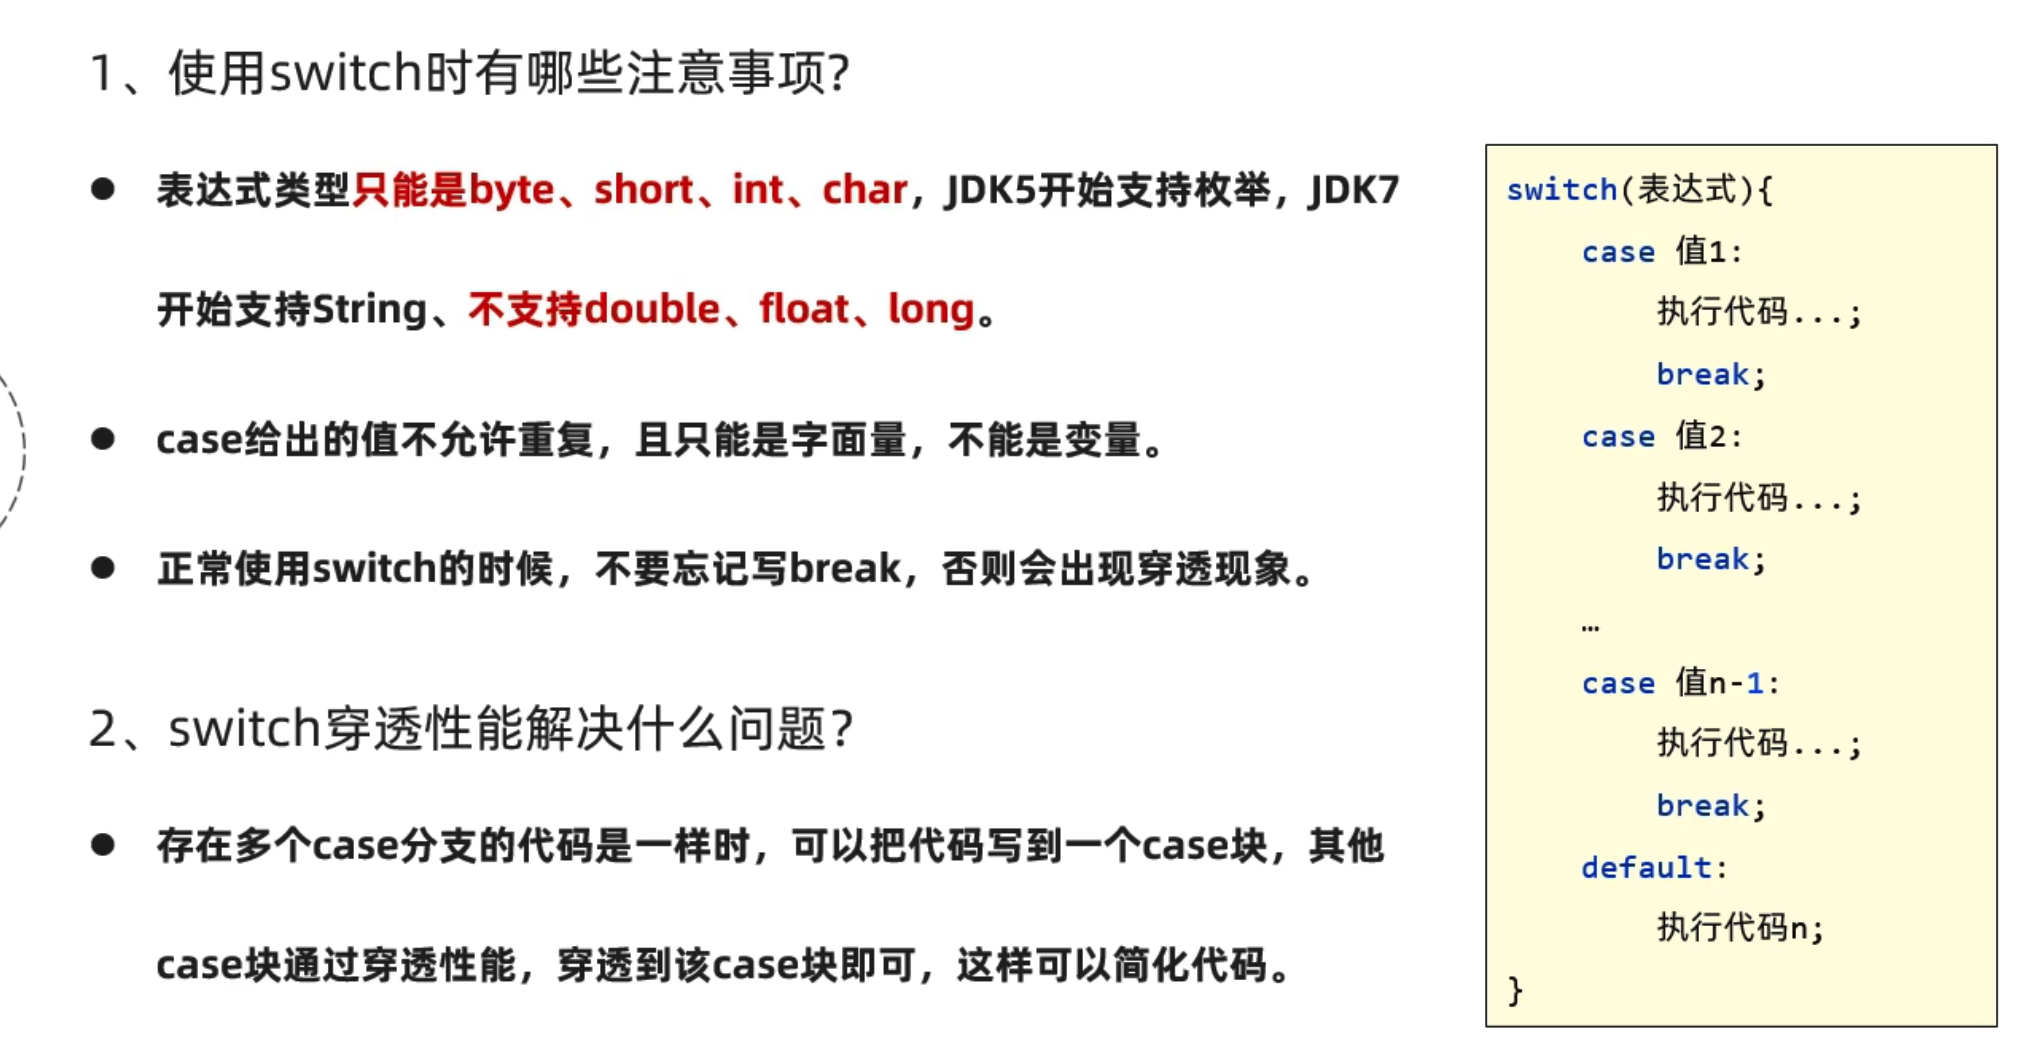 1、使用switch时有哪些注意事项?
● 表达式类型只能是byte、short、int、char，JDK5开始支持枚举，JDK7
开始支持String、不支持double、float、long。
● case给出的值不允许重复，且只能是字面量，不能是变量。
● 正常使用switch的时候，不要忘记写break，否则会出现穿透现象。
2、switch穿透性能解决什么问题？
● 存在多个case分支的代码是一样时，可以把代码写到一个case块，其他
case块通过穿透性能，穿透到该case块即可，这样可以简化代码。
switch(表达式){
    case 值1:
        执行代码...;
        break;
    case 值2:
        执行代码...;
        break;
    …
    case 值n-1:
        执行代码...;
        break;
    default:
        执行代码n;
}